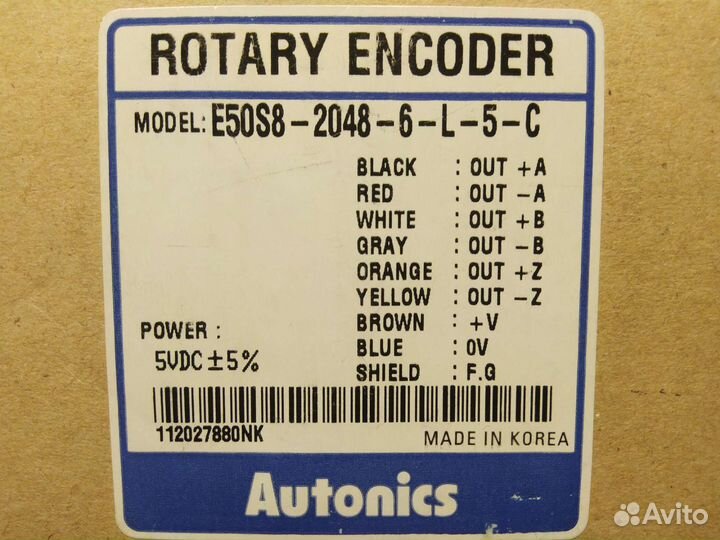 ROTARY ENCODER
MODEL: E50S8-2048-6-L-5-C
BLACK : OUT +A
RED : OUT -A
WHITE : OUT +B
GRAY : OUT -B
ORANGE : OUT +Z
YELLOW : OUT -Z
BROWN : +V
BLUE : 0V
SHIELD : F.G
POWER :
5VDC ±5%
112027880NK
MADE IN KOREA
Autonics
Avito